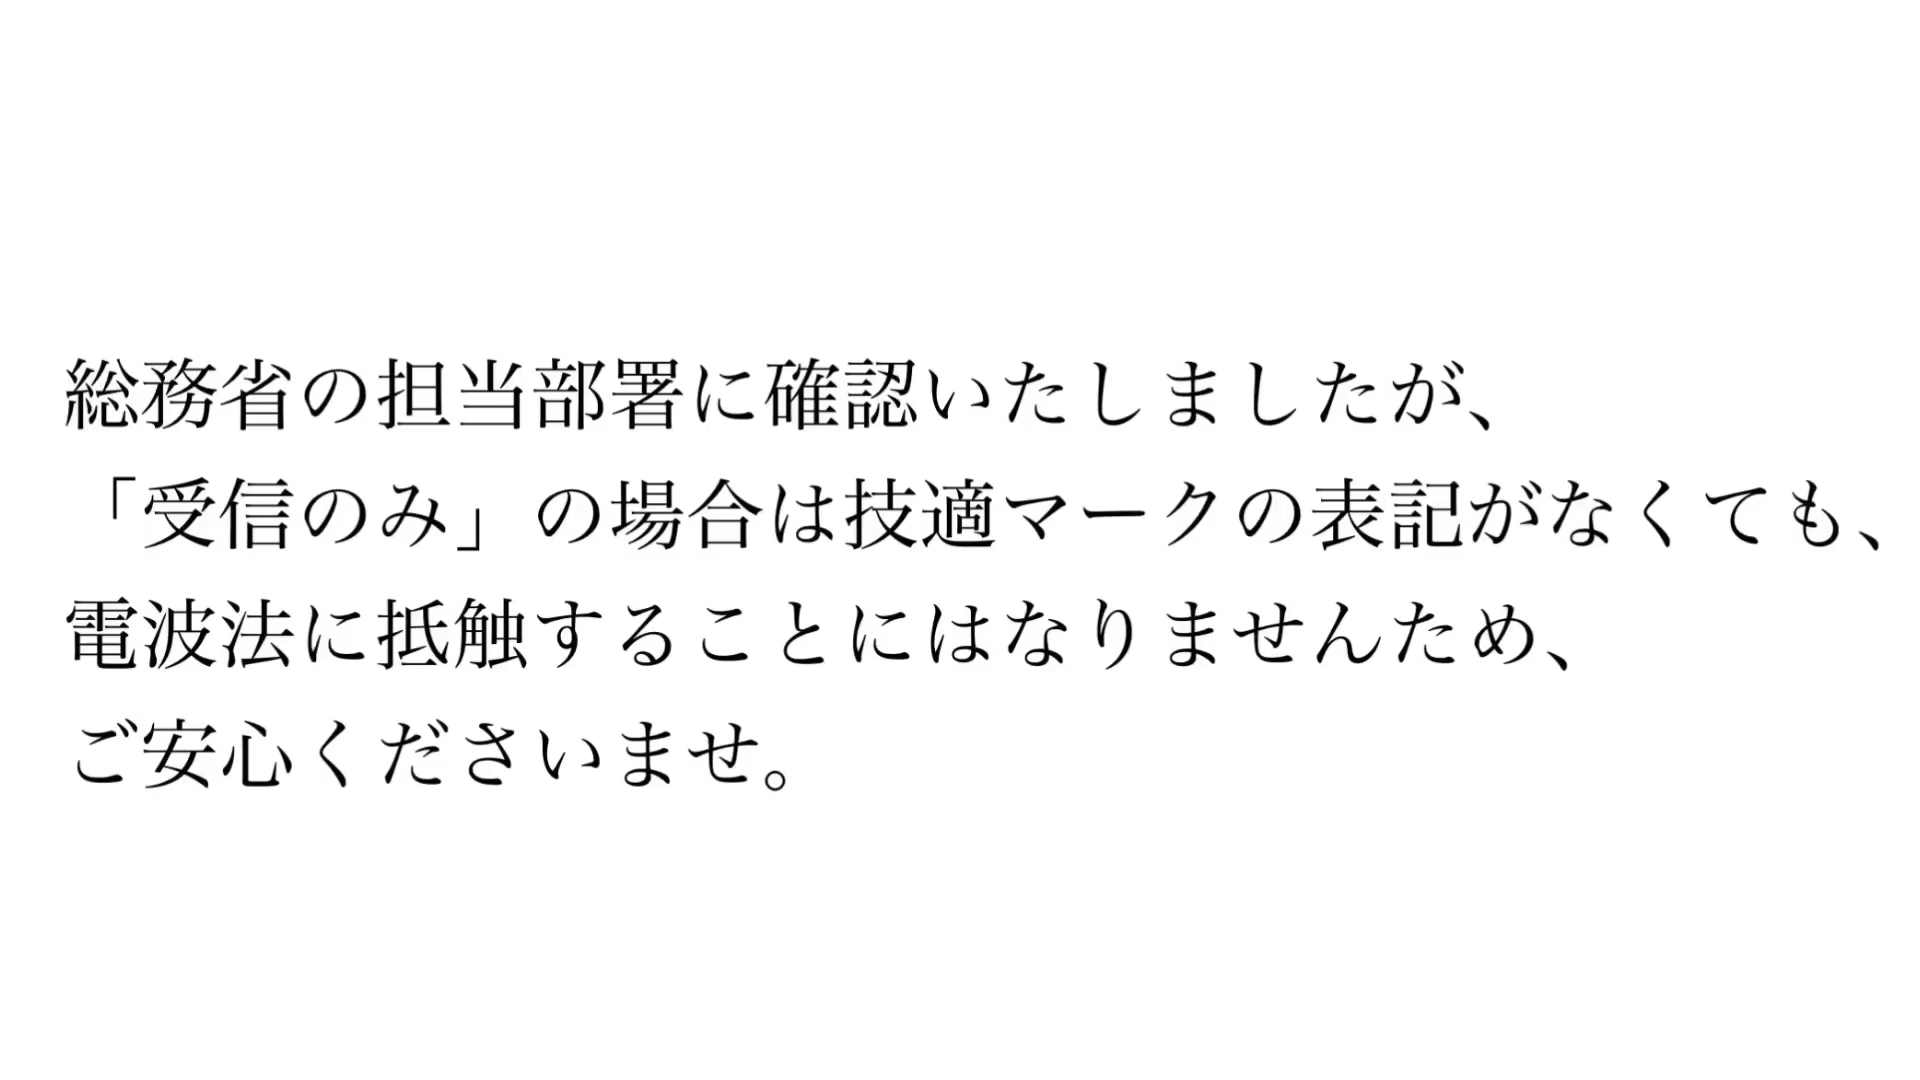 総務省の担当部署に確認いたしましたが、
「受信のみ」の場合は技適マークの表記がなくても、
電波法に抵触することにはなりませんため、
ご安心くださいませ。